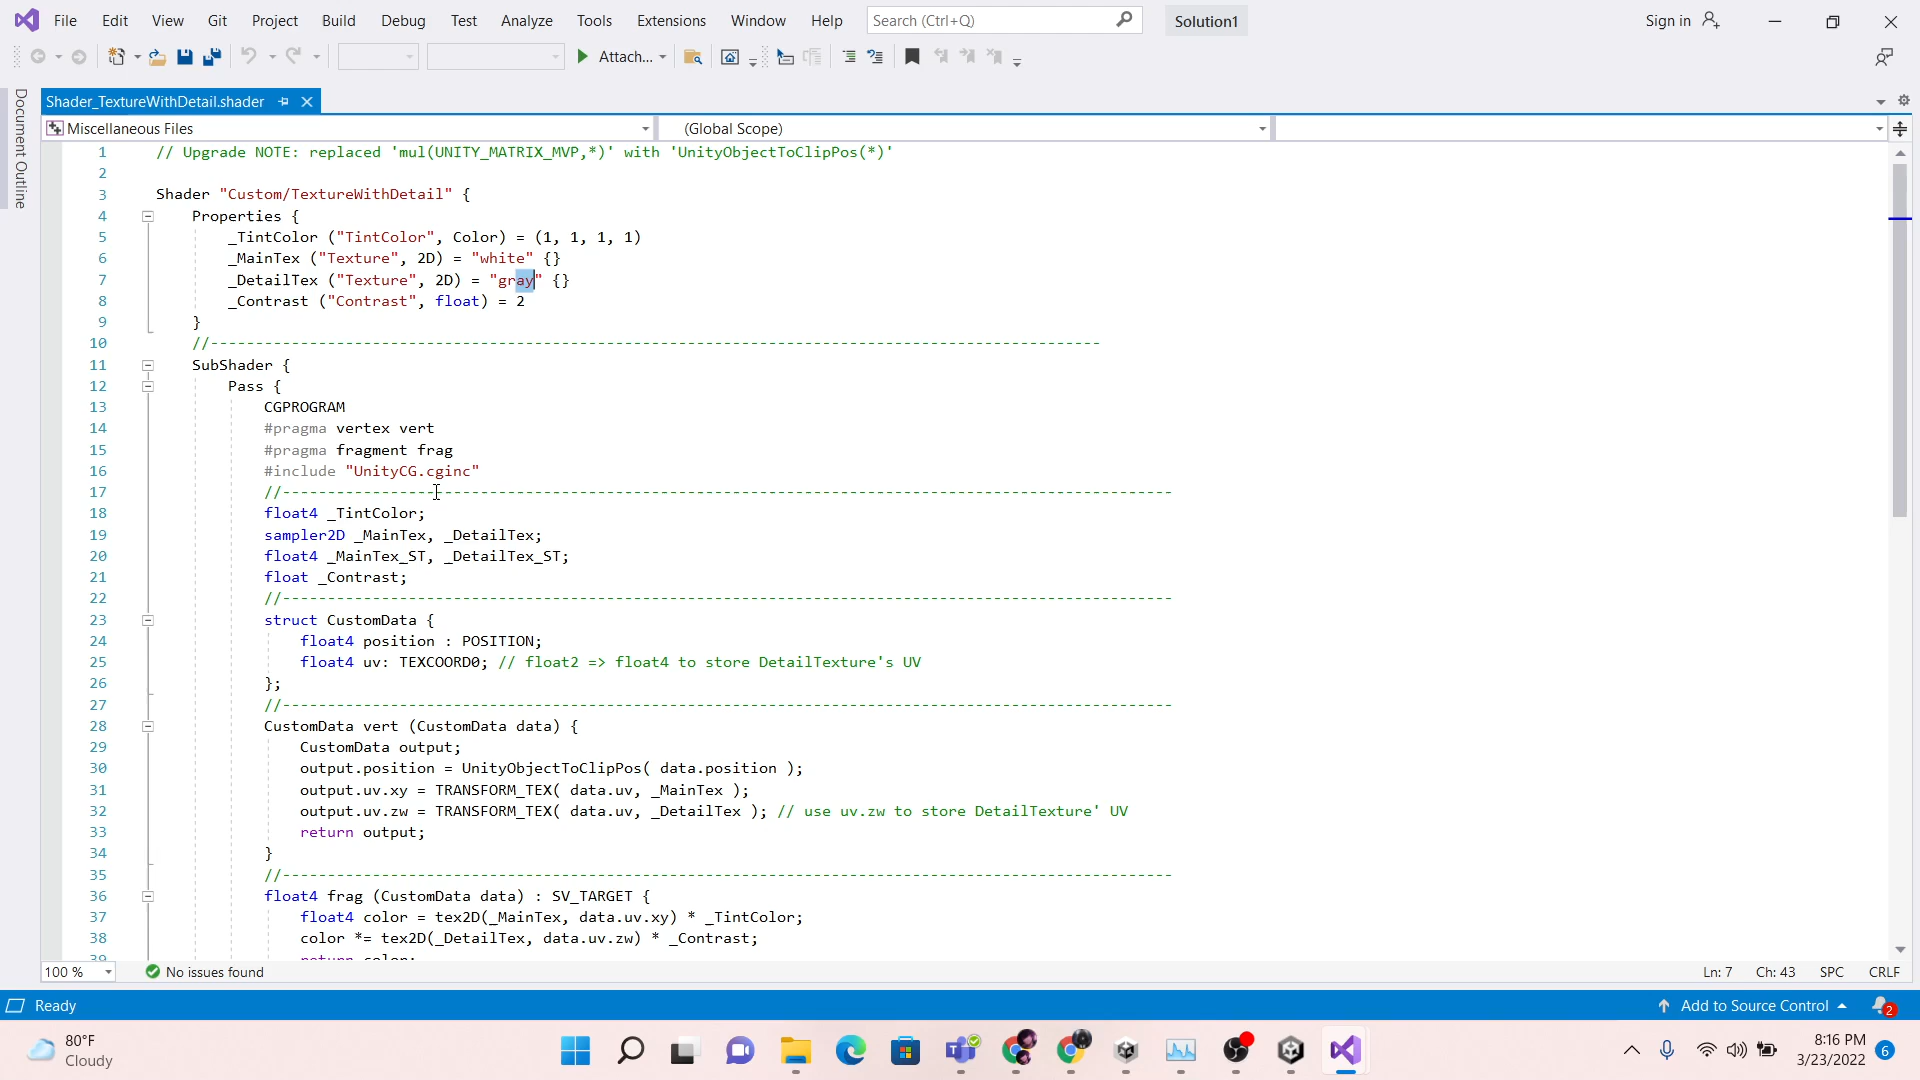 File Edit View Git Project Build Debug Test Analyze Tools Extensions Window Help Search (Ctrl+Q) Solution1 Sign in
Attach...
Document Outline
Shader_TextureWithDetail.shader
Miscellaneous Files (Global Scope)
1 // Upgrade NOTE: replaced 'mul(UNITY_MATRIX_MVP,*)' with 'UnityObjectToClipPos(*)'
2
3 Shader "Custom/TextureWithDetail" {
4 Properties {
5 _TintColor ("TintColor", Color) = (1, 1, 1, 1)
6 _MainTex ("Texture", 2D) = "white" {}
7 _DetailTex ("Texture", 2D) = "gray" {}
8 _Contrast ("Contrast", float) = 2
9 }
10 //---------------------------------------------------------------------------------------------------
11 SubShader {
12 Pass {
13 CGPROGRAM
14 #pragma vertex vert
15 #pragma fragment frag
16 #include "UnityCG.cginc"
17 //---------------------------------------------------------------------------------------------------
18 float4 _TintColor;
19 sampler2D _MainTex, _DetailTex;
20 float4 _MainTex_ST, _DetailTex_ST;
21 float _Contrast;
22 //---------------------------------------------------------------------------------------------------
23 struct CustomData {
24 float4 position : POSITION;
25 float4 uv: TEXCOORD0; // float2 => float4 to store DetailTexture's UV
26 };
27 //---------------------------------------------------------------------------------------------------
28 CustomData vert (CustomData data) {
29 CustomData output;
30 output.position = UnityObjectToClipPos( data.position );
31 output.uv.xy = TRANSFORM_TEX( data.uv, _MainTex );
32 output.uv.zw = TRANSFORM_TEX( data.uv, _DetailTex ); // use uv.zw to store DetailTexture' UV
33 return output;
34 }
35 //---------------------------------------------------------------------------------------------------
36 float4 frag (CustomData data) : SV_TARGET {
37 float4 color = tex2D(_MainTex, data.uv.xy) * _TintColor;
38 color *= tex2D(_DetailTex, data.uv.zw) * _Contrast;
39 return color;
100 % No issues found Ln: 7 Ch: 43 SPC CRLF
Ready Add to Source Control 2
80°F
Cloudy
8:16 PM
3/23/2022 6